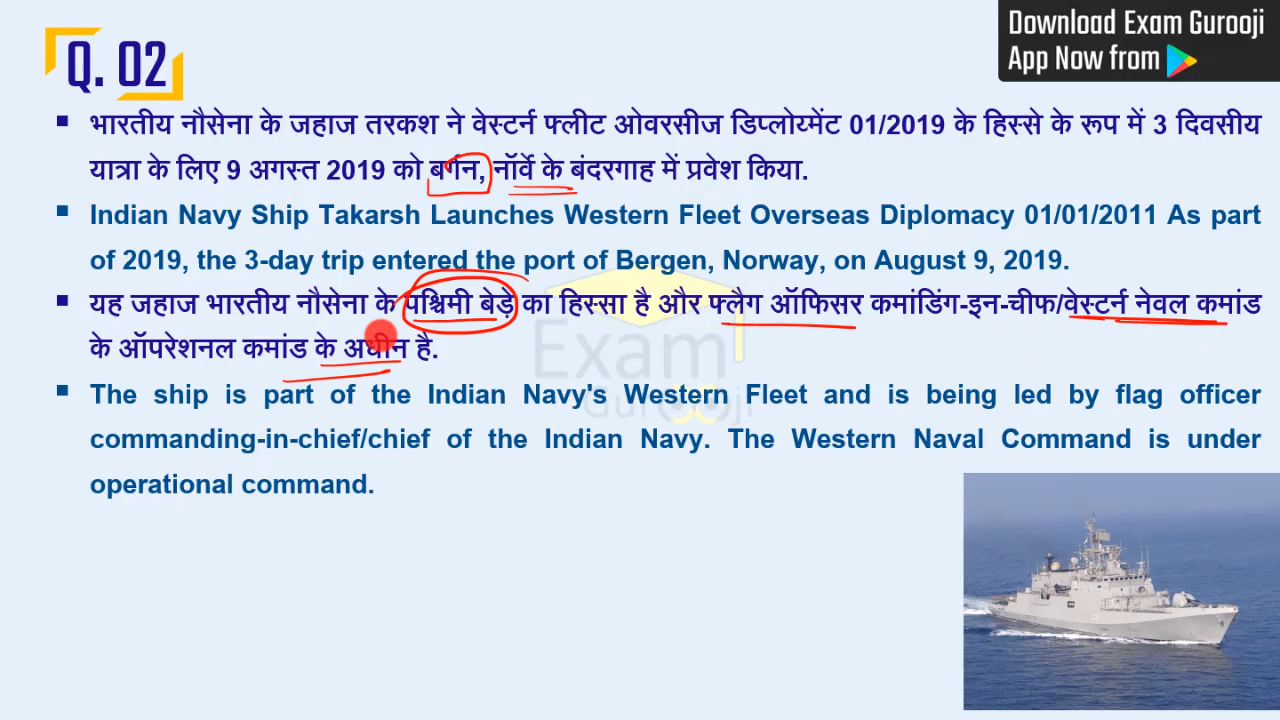 Download Exam Gurooji
App Now from
Q. 02
भारतीय नौसेना के जहाज तरकश ने वेस्टर्न फ्लीट ओवरसीज डिप्लोय्मेंट 01/2019 के हिस्से के रूप में 3 दिवसीय
यात्रा के लिए 9 अगस्त 2019 को बर्गन, नॉर्वे के बंदरगाह में प्रवेश किया.
Indian Navy Ship Takarsh Launches Western Fleet Overseas Diplomacy 01/01/2011 As part
of 2019, the 3-day trip entered the port of Bergen, Norway, on August 9, 2019.
यह जहाज भारतीय नौसेना के पश्चिमी बेड़े का हिस्सा है और फ्लैग ऑफिसर कमांडिंग-इन-चीफ/वेस्टर्न नेवल कमांड
के ऑपरेशनल कमांड के अधीन है.
The ship is part of the Indian Navy's Western Fleet and is being led by flag officer
commanding-in-chief/chief of the Indian Navy. The Western Naval Command is under
operational command.
Exam
Gurooji